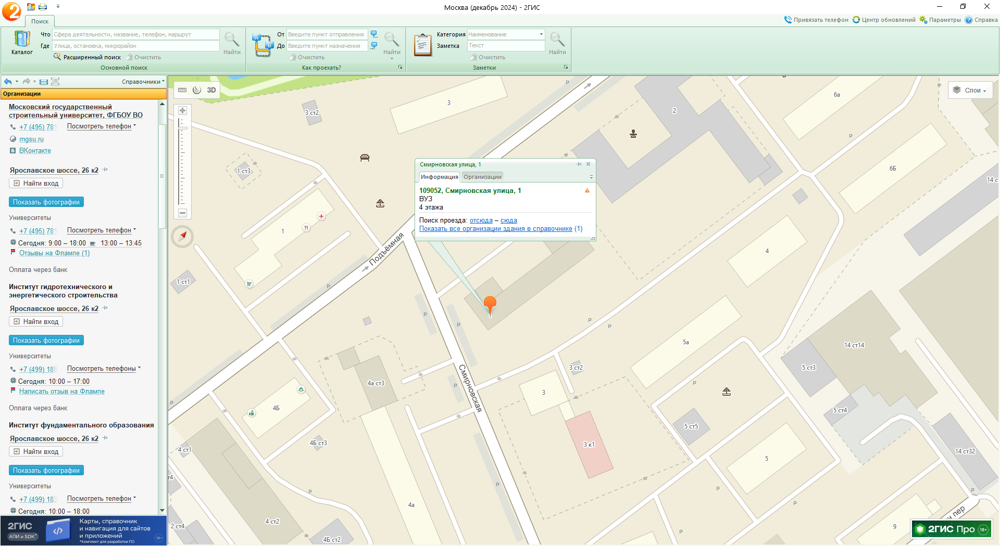 Москва (декабрь 2024) - 2ГИС
Поиск
Привязать телефон
Центр обновлений
Параметры
Справка
Каталог
Что
Сфера деятельности, название, телефон, маршрут
Где
Улица, остановка, микрорайон
Расширенный поиск
Очистить
Найти
Основной поиск
От
Введите пункт отправления
До
Введите пункт назначения
Очистить
Найти
Как проехать?
Категория
Наименование
Заметка
Текст
Очистить
Найти
Заметки
Справочники
Организации
Московский государственный
строительный университет, ФГБОУ ВО
+7 (495) 781
Посмотреть телефон
mgsu.ru
ВКонтакте
Ярославское шоссе, 26 к2
Найти вход
Показать фотографии
Университеты
+7 (495) 781
Посмотреть телефон
Сегодня: 9:00 – 18:00
13:00 – 13:45
Отзывы на Флампе (1)
Оплата через банк
Институт гидротехнического и
энергетического строительства
Ярославское шоссе, 26 к2
Найти вход
Показать фотографии
Университеты
+7 (499) 188
Посмотреть телефоны
Сегодня: 10:00 – 17:00
Написать отзыв на Флампе
Оплата через банк
Институт фундаментального образования
Ярославское шоссе, 26 к2
Найти вход
Показать фотографии
Университеты
+7 (499) 183
Посмотреть телефон
Сегодня: 10:00 – 18:00
2ГИС
АПИ и SDK*
Карты, справочник
и навигация для сайтов
и приложений
*Комплект для разработки ПО
18+
3D
Слои
Смирновская улица, 1
Информация
Организации
109052, Смирновская улица, 1
ВУЗ
4 этажа
Поиск проезда: отсюда – сюда
Показать все организации здания в справочнике (1)
3
3 ст2
2
6а
P
P
1 ст3
6Б
14 с
1
4
Подъёмная
1 ст1
P
P
P
P
P
5а
14 ст14
3 ст2
5 ст3
4а ст3
Смирновская
P
P
P
3
4Б
5 ст4
5 ст5
3 к1
4Б ст3
4 ст1
14 ст32
5
т4
P
P
P
P
P
4а
н пер
4 ст2
2 ст4
9
P
4Б ст2
2ГИС Про
18+